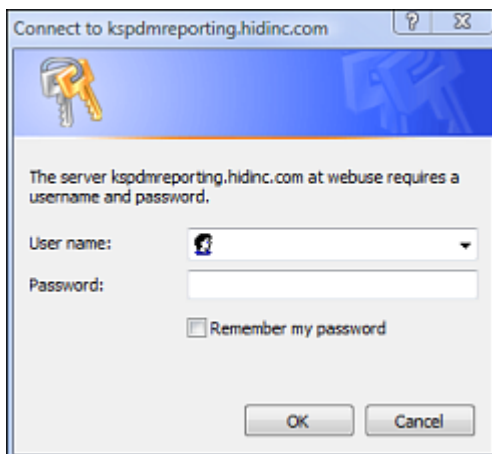 Connect to kspdmreporting.hidinc.com
The server kspdmreporting.hidinc.com at webuse requires a
username and password.
User name:
Password:
Remember my password
OK
Cancel